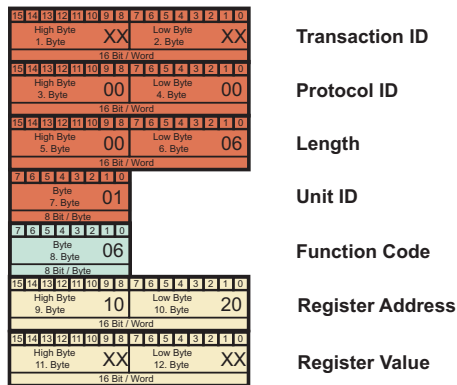 15 14 13 12 11 10 9 8 7 6 5 4 3 2 1 0
High Byte XX Low Byte XX Transaction ID
1. Byte 2. Byte
16 Bit / Word
15 14 13 12 11 10 9 8 7 6 5 4 3 2 1 0
High Byte 00 Low Byte 00 Protocol ID
3. Byte 4. Byte
16 Bit / Word
15 14 13 12 11 10 9 8 7 6 5 4 3 2 1 0
High Byte 00 Low Byte 06 Length
5. Byte 6. Byte
16 Bit / Word
7 6 5 4 3 2 1 0
Byte 01 Unit ID
7. Byte
8 Bit / Byte
7 6 5 4 3 2 1 0
Byte 06 Function Code
8. Byte
8 Bit / Byte
15 14 13 12 11 10 9 8 7 6 5 4 3 2 1 0
High Byte 10 Low Byte 20 Register Address
9. Byte 10. Byte
16 Bit / Word
15 14 13 12 11 10 9 8 7 6 5 4 3 2 1 0
High Byte XX Low Byte XX Register Value
11. Byte 12. Byte
16 Bit / Word